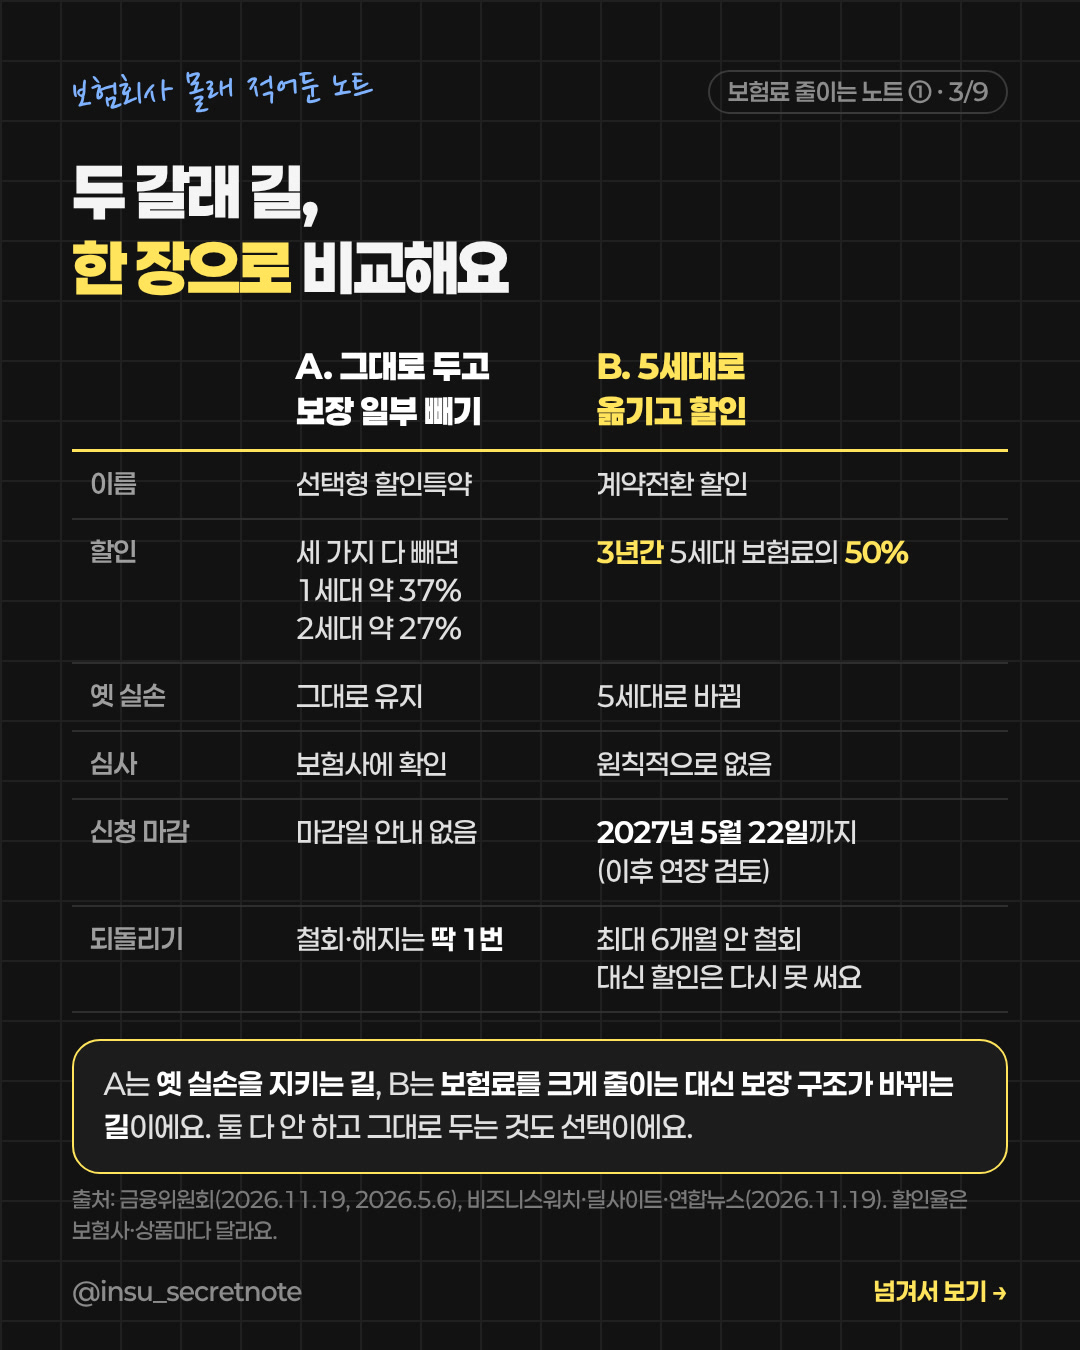 보험회사 몰래 적어둔 노트
보험료 줄이는 노트 ① · 3/9
두 갈래 길,
한 장으로 비교해요
A. 그대로 두고
보장 일부 빼기
B. 5세대로
옮기고 할인
이름
선택형 할인특약
계약전환 할인
할인
세 가지 다 빼면
1세대 약 37%
2세대 약 27%
3년간 5세대 보험료의 50%
옛 실손
그대로 유지
5세대로 바뀜
심사
보험사에 확인
원칙적으로 없음
신청 마감
마감일 안내 없음
2027년 5월 22일까지
(이후 연장 검토)
되돌리기
철회·해지는 딱 1번
최대 6개월 안 철회
대신 할인은 다시 못 써요
A는 옛 실손을 지키는 길, B는 보험료를 크게 줄이는 대신 보장 구조가 바뀌는
길이에요. 둘 다 안 하고 그대로 두는 것도 선택이에요.
출처: 금융위원회(2026.11.19, 2026.5.6), 비즈니스워치·딜사이트·연합뉴스(2026.11.19). 할인율은
보험사·상품마다 달라요.
@insu_secretnote
넘겨서 보기 →